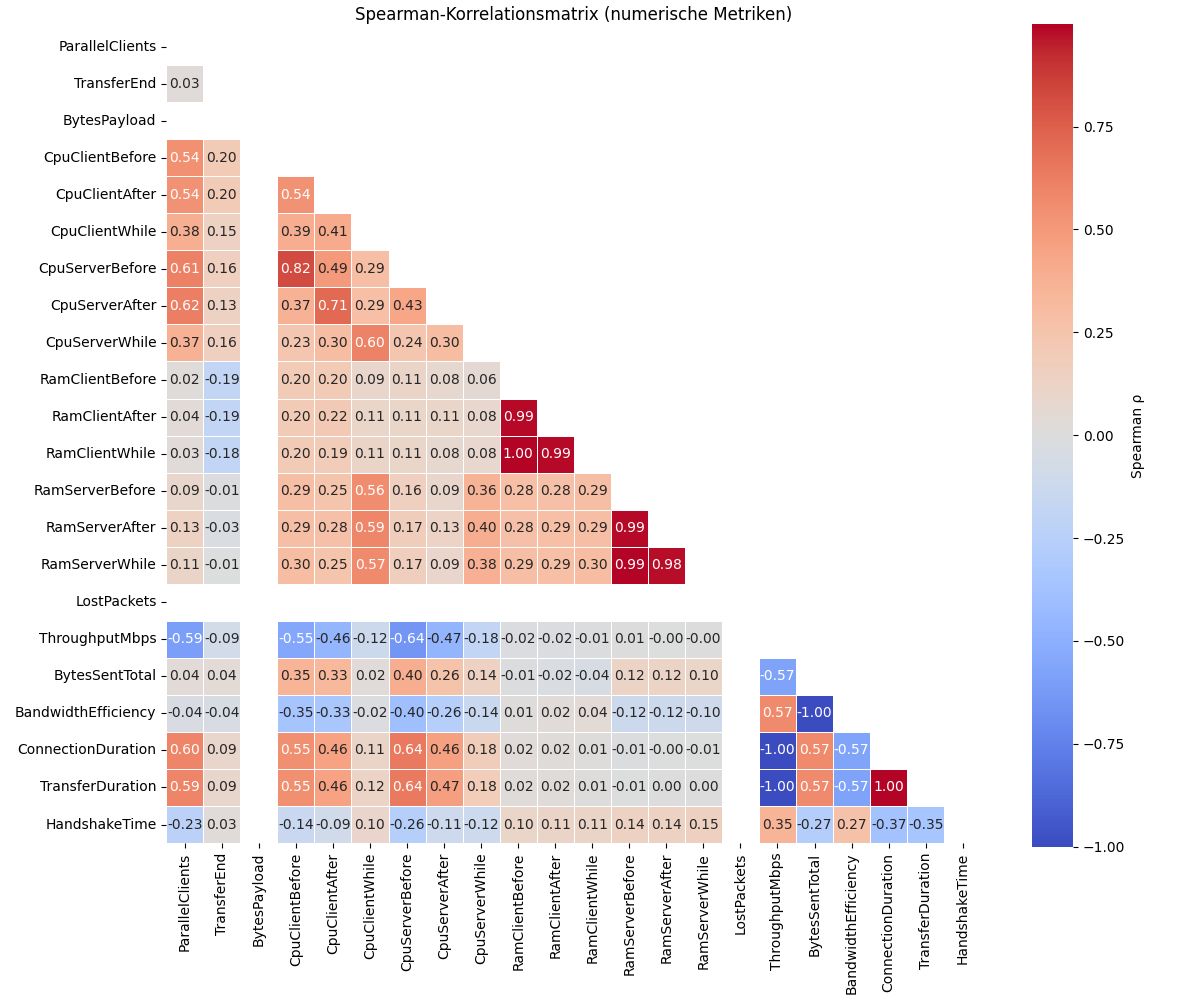 Spearman-Korrelationsmatrix (numerische Metriken)
ParallelClients
TransferEnd 0.03
BytesPayload
CpuClientBefore 0.54 0.20
CpuClientAfter 0.54 0.20 0.54
CpuClientWhile 0.38 0.15 0.39 0.41
CpuServerBefore 0.61 0.16 0.82 0.49 0.29
CpuServerAfter 0.62 0.13 0.37 0.71 0.29 0.43
CpuServerWhile 0.37 0.16 0.23 0.30 0.60 0.24 0.30
RamClientBefore 0.02 -0.19 0.20 0.20 0.09 0.11 0.08 0.06
RamClientAfter 0.04 -0.19 0.20 0.22 0.11 0.11 0.11 0.08 0.99
RamClientWhile 0.03 -0.18 0.20 0.19 0.11 0.11 0.08 0.08 1.00 0.99
RamServerBefore 0.09 -0.01 0.29 0.25 0.56 0.16 0.09 0.36 0.28 0.28 0.29
RamServerAfter 0.13 -0.03 0.29 0.28 0.59 0.17 0.13 0.40 0.28 0.29 0.29 0.99
RamServerWhile 0.11 -0.01 0.30 0.25 0.57 0.17 0.09 0.38 0.29 0.29 0.30 0.99 0.98
LostPackets
ThroughputMbps -0.59 -0.09 -0.55 -0.46 -0.12 -0.64 -0.47 -0.18 -0.02 -0.02 -0.01 0.01 -0.00 -0.00
BytesSentTotal 0.04 0.04 0.35 0.33 0.02 0.40 0.26 0.14 -0.01 -0.02 -0.04 0.12 0.12 0.10 -0.57
BandwidthEfficiency -0.04 -0.04 -0.35 -0.33 -0.02 -0.40 -0.26 -0.14 0.01 0.02 0.04 -0.12 -0.12 -0.10 0.57 -1.00
ConnectionDuration 0.60 0.09 0.55 0.46 0.11 0.64 0.46 0.18 0.02 0.02 0.01 -0.01 -0.00 -0.01 -1.00 0.57 -0.57
TransferDuration 0.59 0.09 0.55 0.46 0.12 0.64 0.47 0.18 0.02 0.02 0.01 -0.01 0.00 0.00 -1.00 0.57 -0.57 1.00
HandshakeTime -0.23 0.03 -0.14 -0.09 0.10 -0.26 -0.11 -0.12 0.10 0.11 0.11 0.14 0.14 0.15 0.35 -0.27 0.27 -0.37 -0.35
ParallelClients
TransferEnd
BytesPayload
CpuClientBefore
CpuClientAfter
CpuClientWhile
CpuServerBefore
CpuServerAfter
CpuServerWhile
RamClientBefore
RamClientAfter
RamClientWhile
RamServerBefore
RamServerAfter
RamServerWhile
LostPackets
ThroughputMbps
BytesSentTotal
BandwidthEfficiency
ConnectionDuration
TransferDuration
HandshakeTime
0.75
0.50
0.25
0.00
−0.25
−0.50
−0.75
−1.00
Spearman ρ